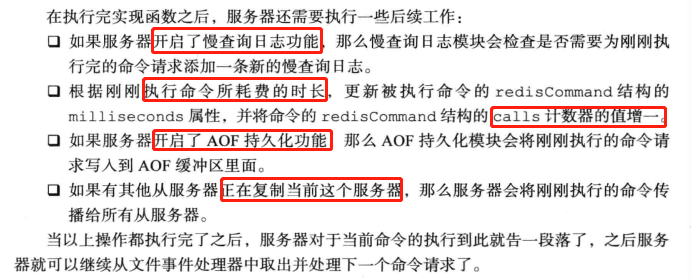 在执行完实现函数之后，服务器还需要执行一些后续工作：
❑ 如果服务器开启了慢查询日志功能，那么慢查询日志模块会检查是否需要为刚刚执
行完的命令请求添加一条新的慢查询日志。
❑ 根据刚刚执行命令所耗费的时长，更新被执行命令的 redisCommand 结构的
milliseconds 属性，并将命令的 redisCommand 结构的 calls 计数器的值增一。
❑ 如果服务器开启了 AOF 持久化功能，那么 AOF 持久化模块会将刚刚执行的命令请
求写入到 AOF 缓冲区里面。
❑ 如果有其他从服务器正在复制当前这个服务器，那么服务器会将刚刚执行的命令传
播给所有从服务器。
当以上操作都执行完了之后，服务器对于当前命令的执行到此就告一段落了，之后服务
器就可以继续从文件事件处理器中取出并处理下一个命令请求了。